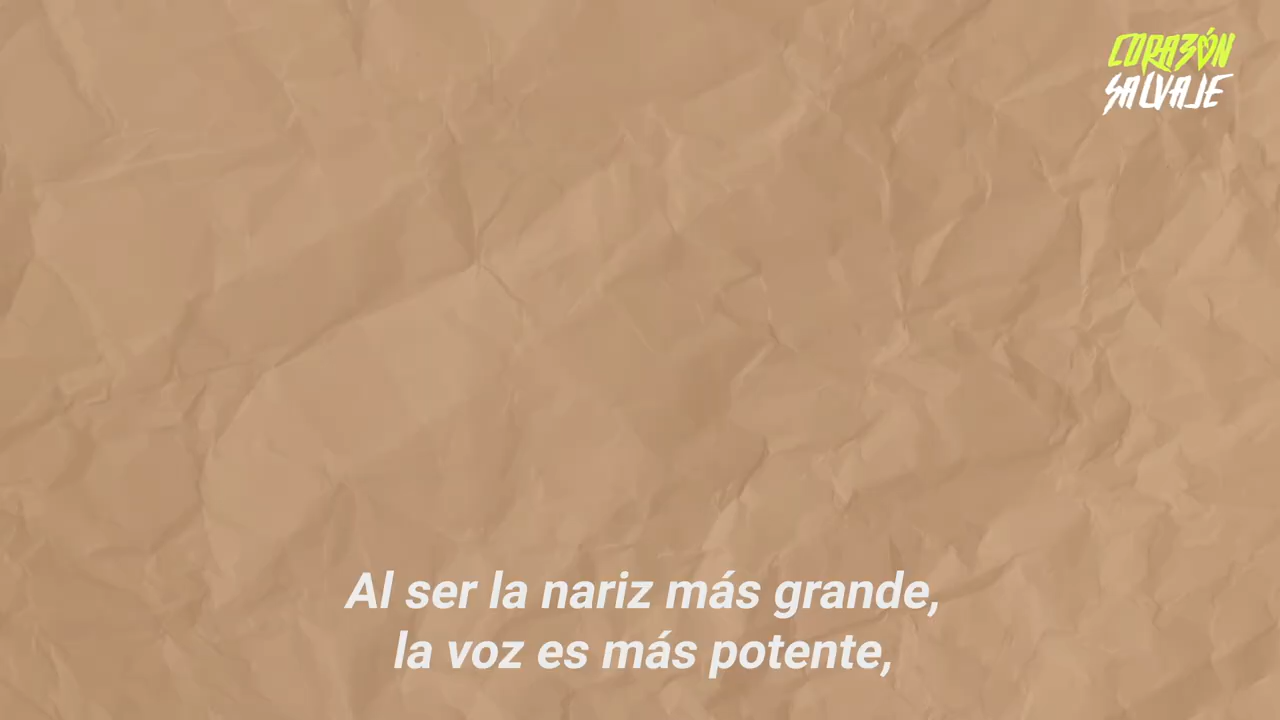 CORAZÓN
SALVAJE
Al ser la nariz más grande,
la voz es más potente,